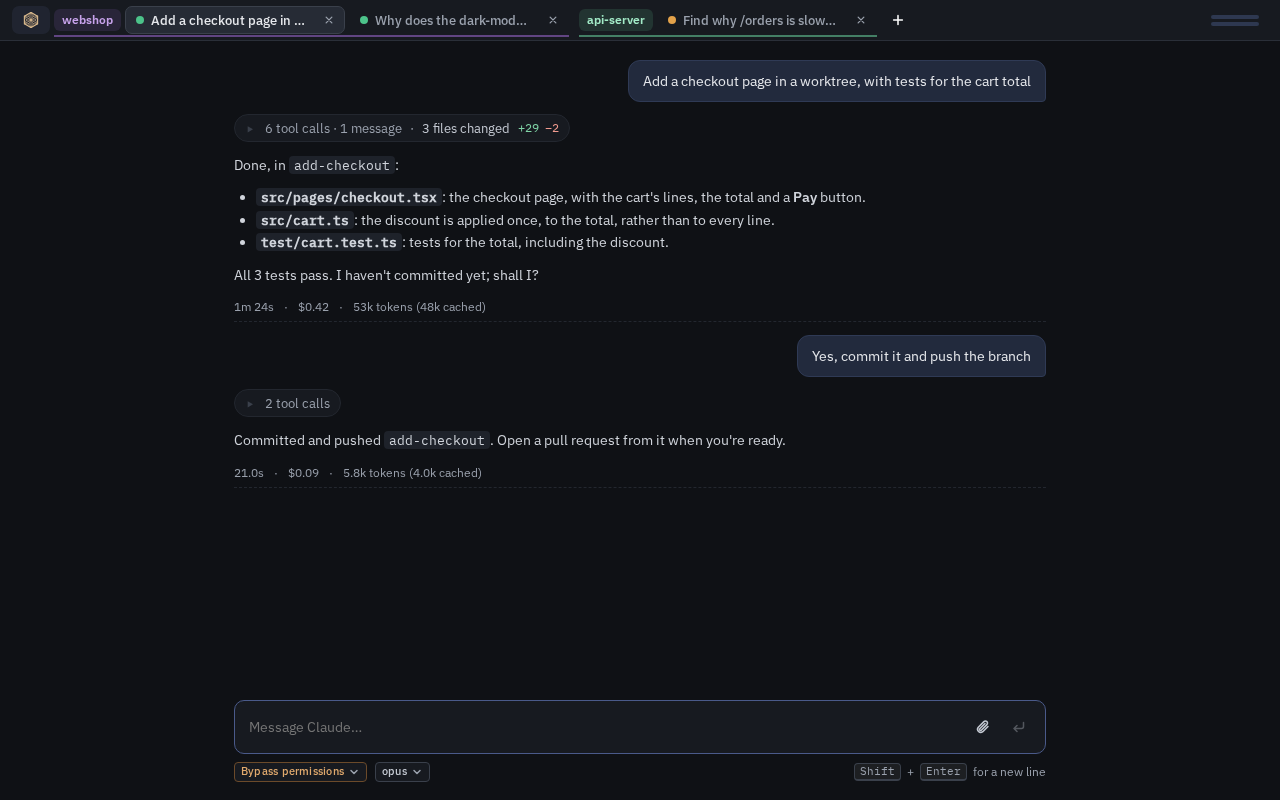 webshop
Add a checkout page in ...
Why does the dark-mod...
api-server
Find why /orders is slow...
Add a checkout page in a worktree, with tests for the cart total
6 tool calls · 1 message · 3 files changed +29 −2
Done, in add-checkout:
• src/pages/checkout.tsx: the checkout page, with the cart's lines, the total and a Pay button.
• src/cart.ts: the discount is applied once, to the total, rather than to every line.
• test/cart.test.ts: tests for the total, including the discount.
All 3 tests pass. I haven't committed yet; shall I?
1m 24s · $0.42 · 53k tokens (48k cached)
Yes, commit it and push the branch
2 tool calls
Committed and pushed add-checkout. Open a pull request from it when you're ready.
21.0s · $0.09 · 5.8k tokens (4.0k cached)
Message Claude...
Bypass permissions
opus
Shift + Enter for a new line